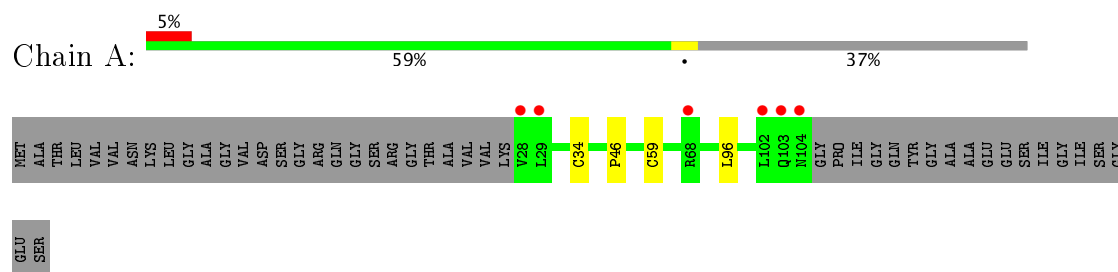 5%
Chain A:
59% • 37%
MET ALA THR LEU VAL VAL ASN LYS LEU GLY ALA GLY VAL ASP SER GLY ARG GLN GLY SER ARG GLY THR ALA VAL VAL LYS V28 L29 C34 P46 C59 R68 L96 L102 Q103 N104 GLY PRO ILE GLY GLN TYR GLY ALA ALA GLU GLU SER ILE GLY ILE SER GLY
GLU SER